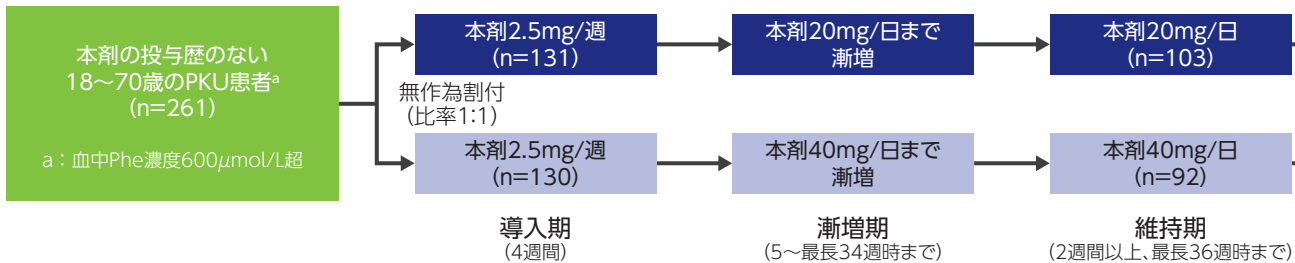 本剤の投与歴のない
18〜70歳のPKU患者a
(n=261)
a：血中Phe濃度600μmol/L超
無作為割付
(比率1:1)
本剤2.5mg/週
(n=131)
本剤20mg/日まで
漸増
本剤20mg/日
(n=103)
本剤2.5mg/週
(n=130)
本剤40mg/日まで
漸増
本剤40mg/日
(n=92)
導入期
(4週間)
漸増期
(5〜最長34週時まで)
維持期
(2週間以上、最長36週時まで)